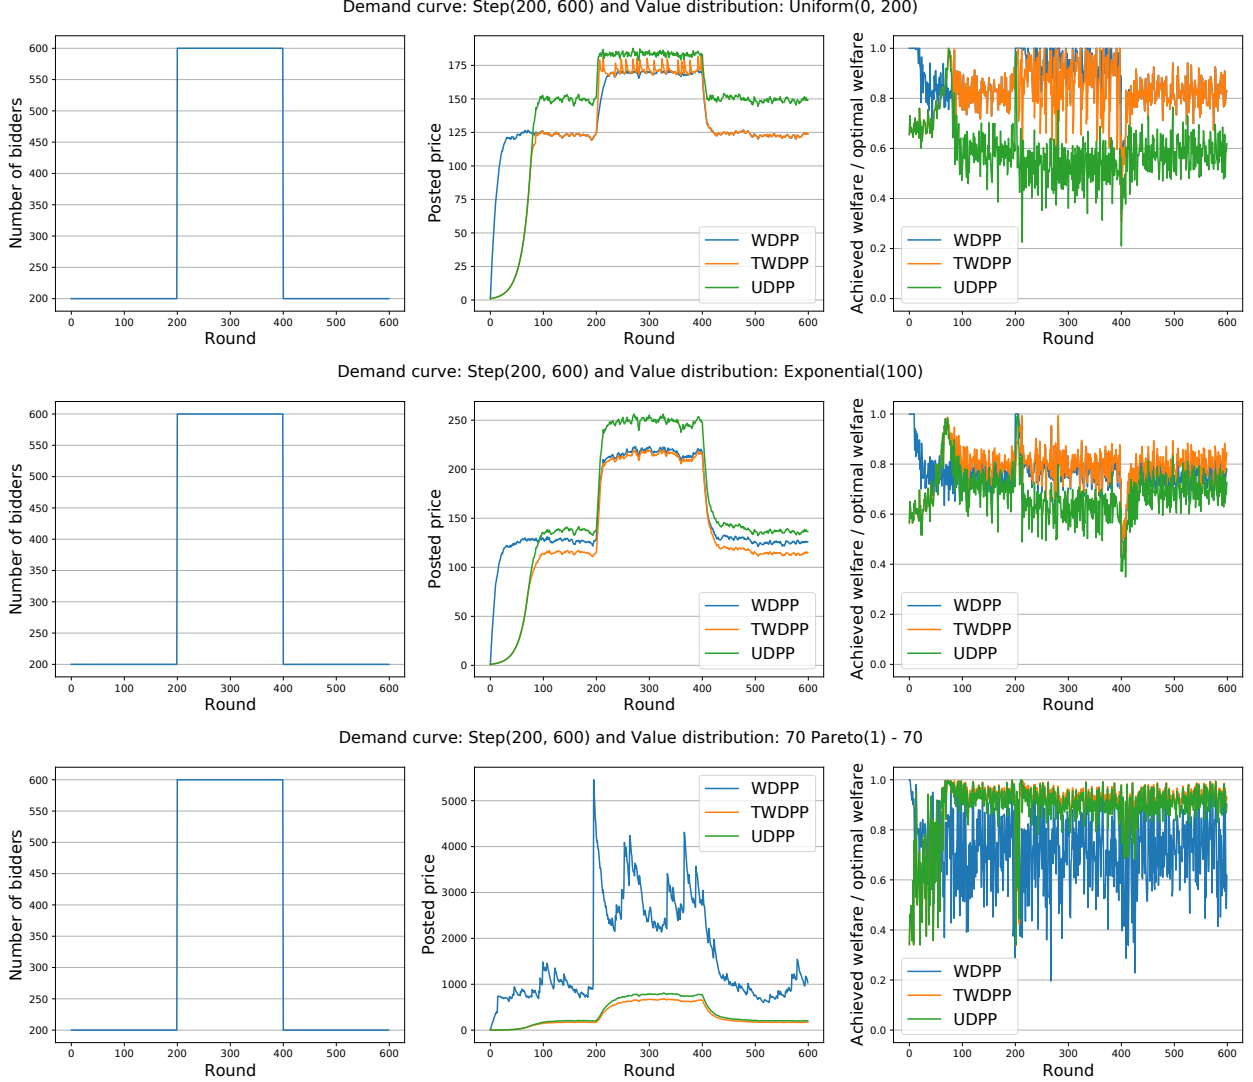 Demand curve: Step(200, 600) and Value distribution: Uniform(0, 200)
Number of bidders
600
550
500
450
400
350
300
250
200
0 100 200 300 400 500 600
Round
Posted price
175
150
125
100
75
50
25
0
WDPP
TWDPP
UDPP
0 100 200 300 400 500 600
Round
Achieved welfare / optimal welfare
1.0
0.8
0.6
0.4
0.2
0.0
WDPP
TWDPP
UDPP
0 100 200 300 400 500 600
Round
Demand curve: Step(200, 600) and Value distribution: Exponential(100)
Number of bidders
600
550
500
450
400
350
300
250
200
0 100 200 300 400 500 600
Round
Posted price
250
200
150
100
50
0
WDPP
TWDPP
UDPP
0 100 200 300 400 500 600
Round
Achieved welfare / optimal welfare
1.0
0.8
0.6
0.4
0.2
0.0
WDPP
TWDPP
UDPP
0 100 200 300 400 500 600
Round
Demand curve: Step(200, 600) and Value distribution: 70 Pareto(1) - 70
Number of bidders
600
550
500
450
400
350
300
250
200
0 100 200 300 400 500 600
Round
Posted price
5000
4000
3000
2000
1000
0
WDPP
TWDPP
UDPP
0 100 200 300 400 500 600
Round
Achieved welfare / optimal welfare
1.0
0.8
0.6
0.4
0.2
0.0
WDPP
TWDPP
UDPP
0 100 200 300 400 500 600
Round